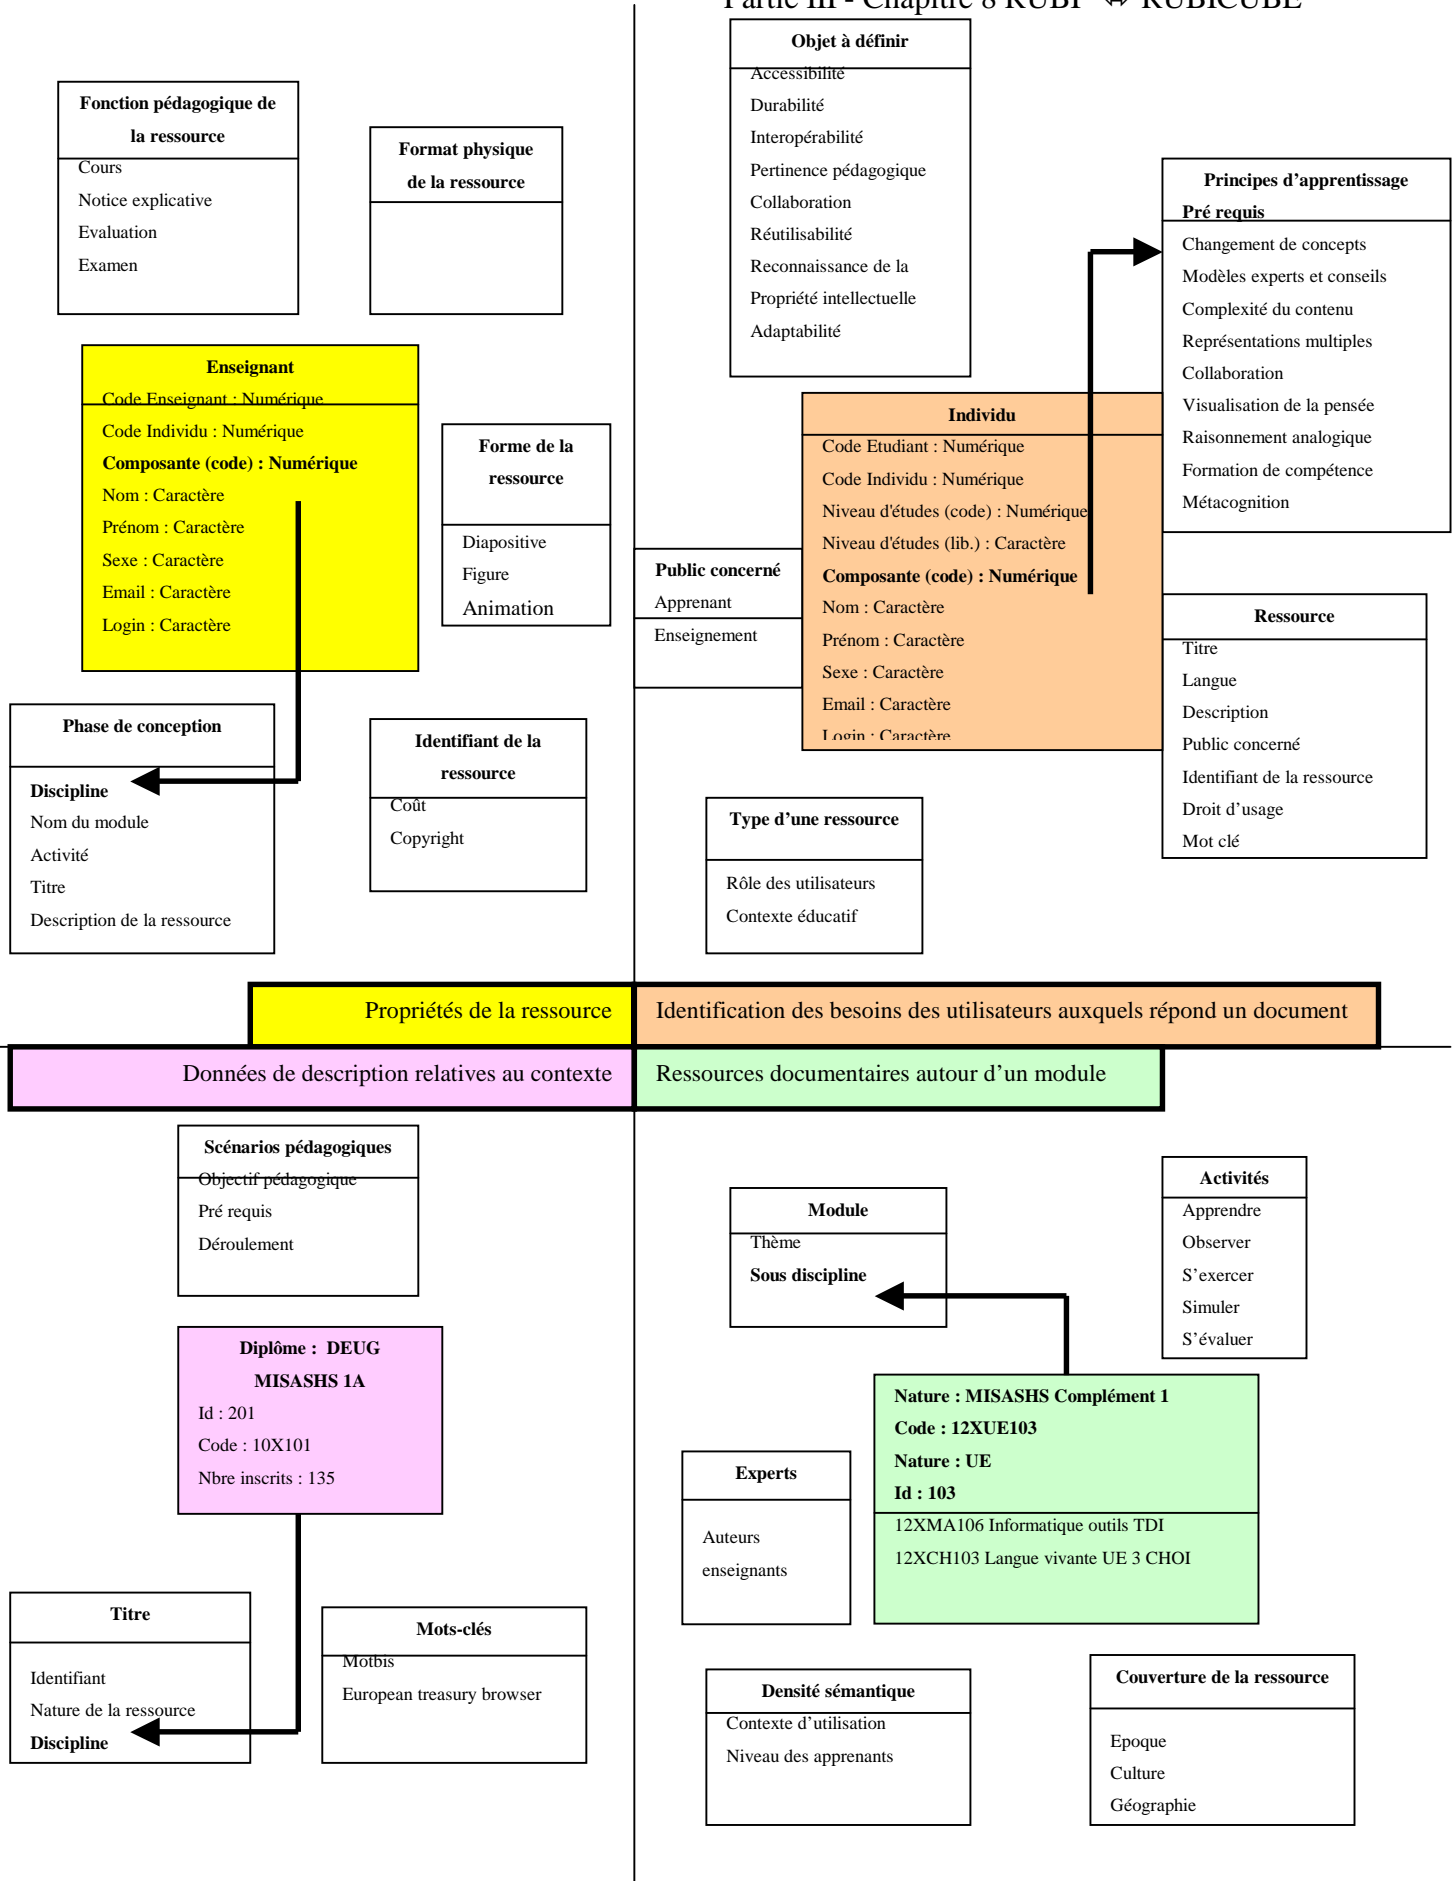 Partie III - Chapitre 8 RUBI² ⇔ RUBICUBE
Fonction pédagogique de
la ressource
Cours
Notice explicative
Evaluation
Examen
Format physique
de la ressource
Enseignant
Code Enseignant : Numérique
Code Individu : Numérique
Composante (code) : Numérique
Nom : Caractère
Prénom : Caractère
Sexe : Caractère
Email : Caractère
Login : Caractère
Forme de la
ressource
Diapositive
Figure
Animation
Phase de conception
Discipline
Nom du module
Activité
Titre
Description de la ressource
Identifiant de la
ressource
Coût
Copyright
Objet à définir
Accessibilité
Durabilité
Interopérabilité
Pertinence pédagogique
Collaboration
Réutilisabilité
Reconnaissance de la
Propriété intellectuelle
Adaptabilité
Principes d'apprentissage
Pré requis
Changement de concepts
Modèles experts et conseils
Complexité du contenu
Représentations multiples
Collaboration
Visualisation de la pensée
Raisonnement analogique
Formation de compétence
Métacognition
Individu
Code Etudiant : Numérique
Code Individu : Numérique
Niveau d'études (code) : Numérique
Niveau d'études (lib.) : Caractère
Composante (code) : Numérique
Nom : Caractère
Prénom : Caractère
Sexe : Caractère
Email : Caractère
Login : Caractère
Public concerné
Apprenant
Enseignement
Ressource
Titre
Langue
Description
Public concerné
Identifiant de la ressource
Droit d'usage
Mot clé
Type d'une ressource
Rôle des utilisateurs
Contexte éducatif
Propriétés de la ressource
Identification des besoins des utilisateurs auxquels répond un document
Données de description relatives au contexte
Ressources documentaires autour d'un module
Scénarios pédagogiques
Objectif pédagogique
Pré requis
Déroulement
Diplôme : DEUG
MISASHS 1A
Id : 201
Code : 10X101
Nbre inscrits : 135
Titre
Identifiant
Nature de la ressource
Discipline
Mots-clés
Motbis
European treasury browser
Module
Thème
Sous discipline
Activités
Apprendre
Observer
S'exercer
Simuler
S'évaluer
Nature : MISASHS Complément 1
Code : 12XUE103
Nature : UE
Id : 103
12XMA106 Informatique outils TDI
12XCH103 Langue vivante UE 3 CHOI
Experts
Auteurs
enseignants
Densité sémantique
Contexte d'utilisation
Niveau des apprenants
Couverture de la ressource
Epoque
Culture
Géographie